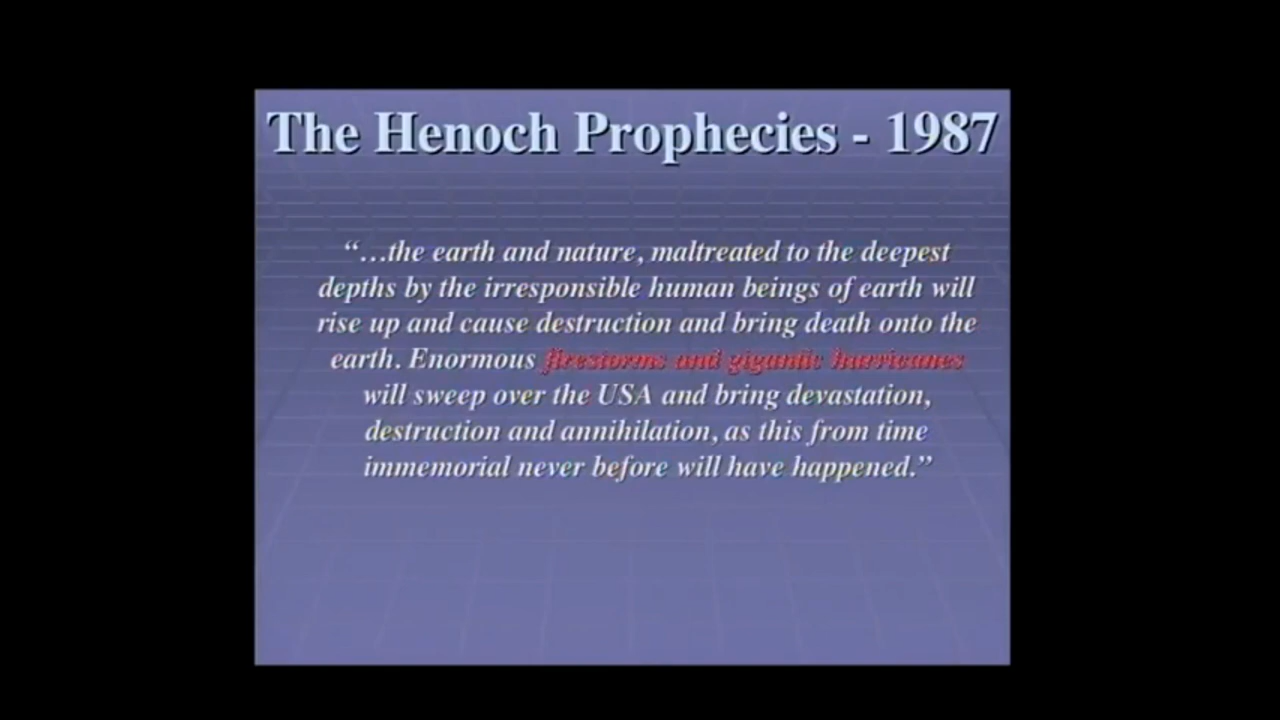 The Henoch Prophecies - 1987
“…the earth and nature, maltreated to the deepest
depths by the irresponsible human beings of earth will
rise up and cause destruction and bring death onto the
earth. Enormous firestorms and gigantic hurricanes
will sweep over the USA and bring devastation,
destruction and annihilation, as this from time
immemorial never before will have happened.”